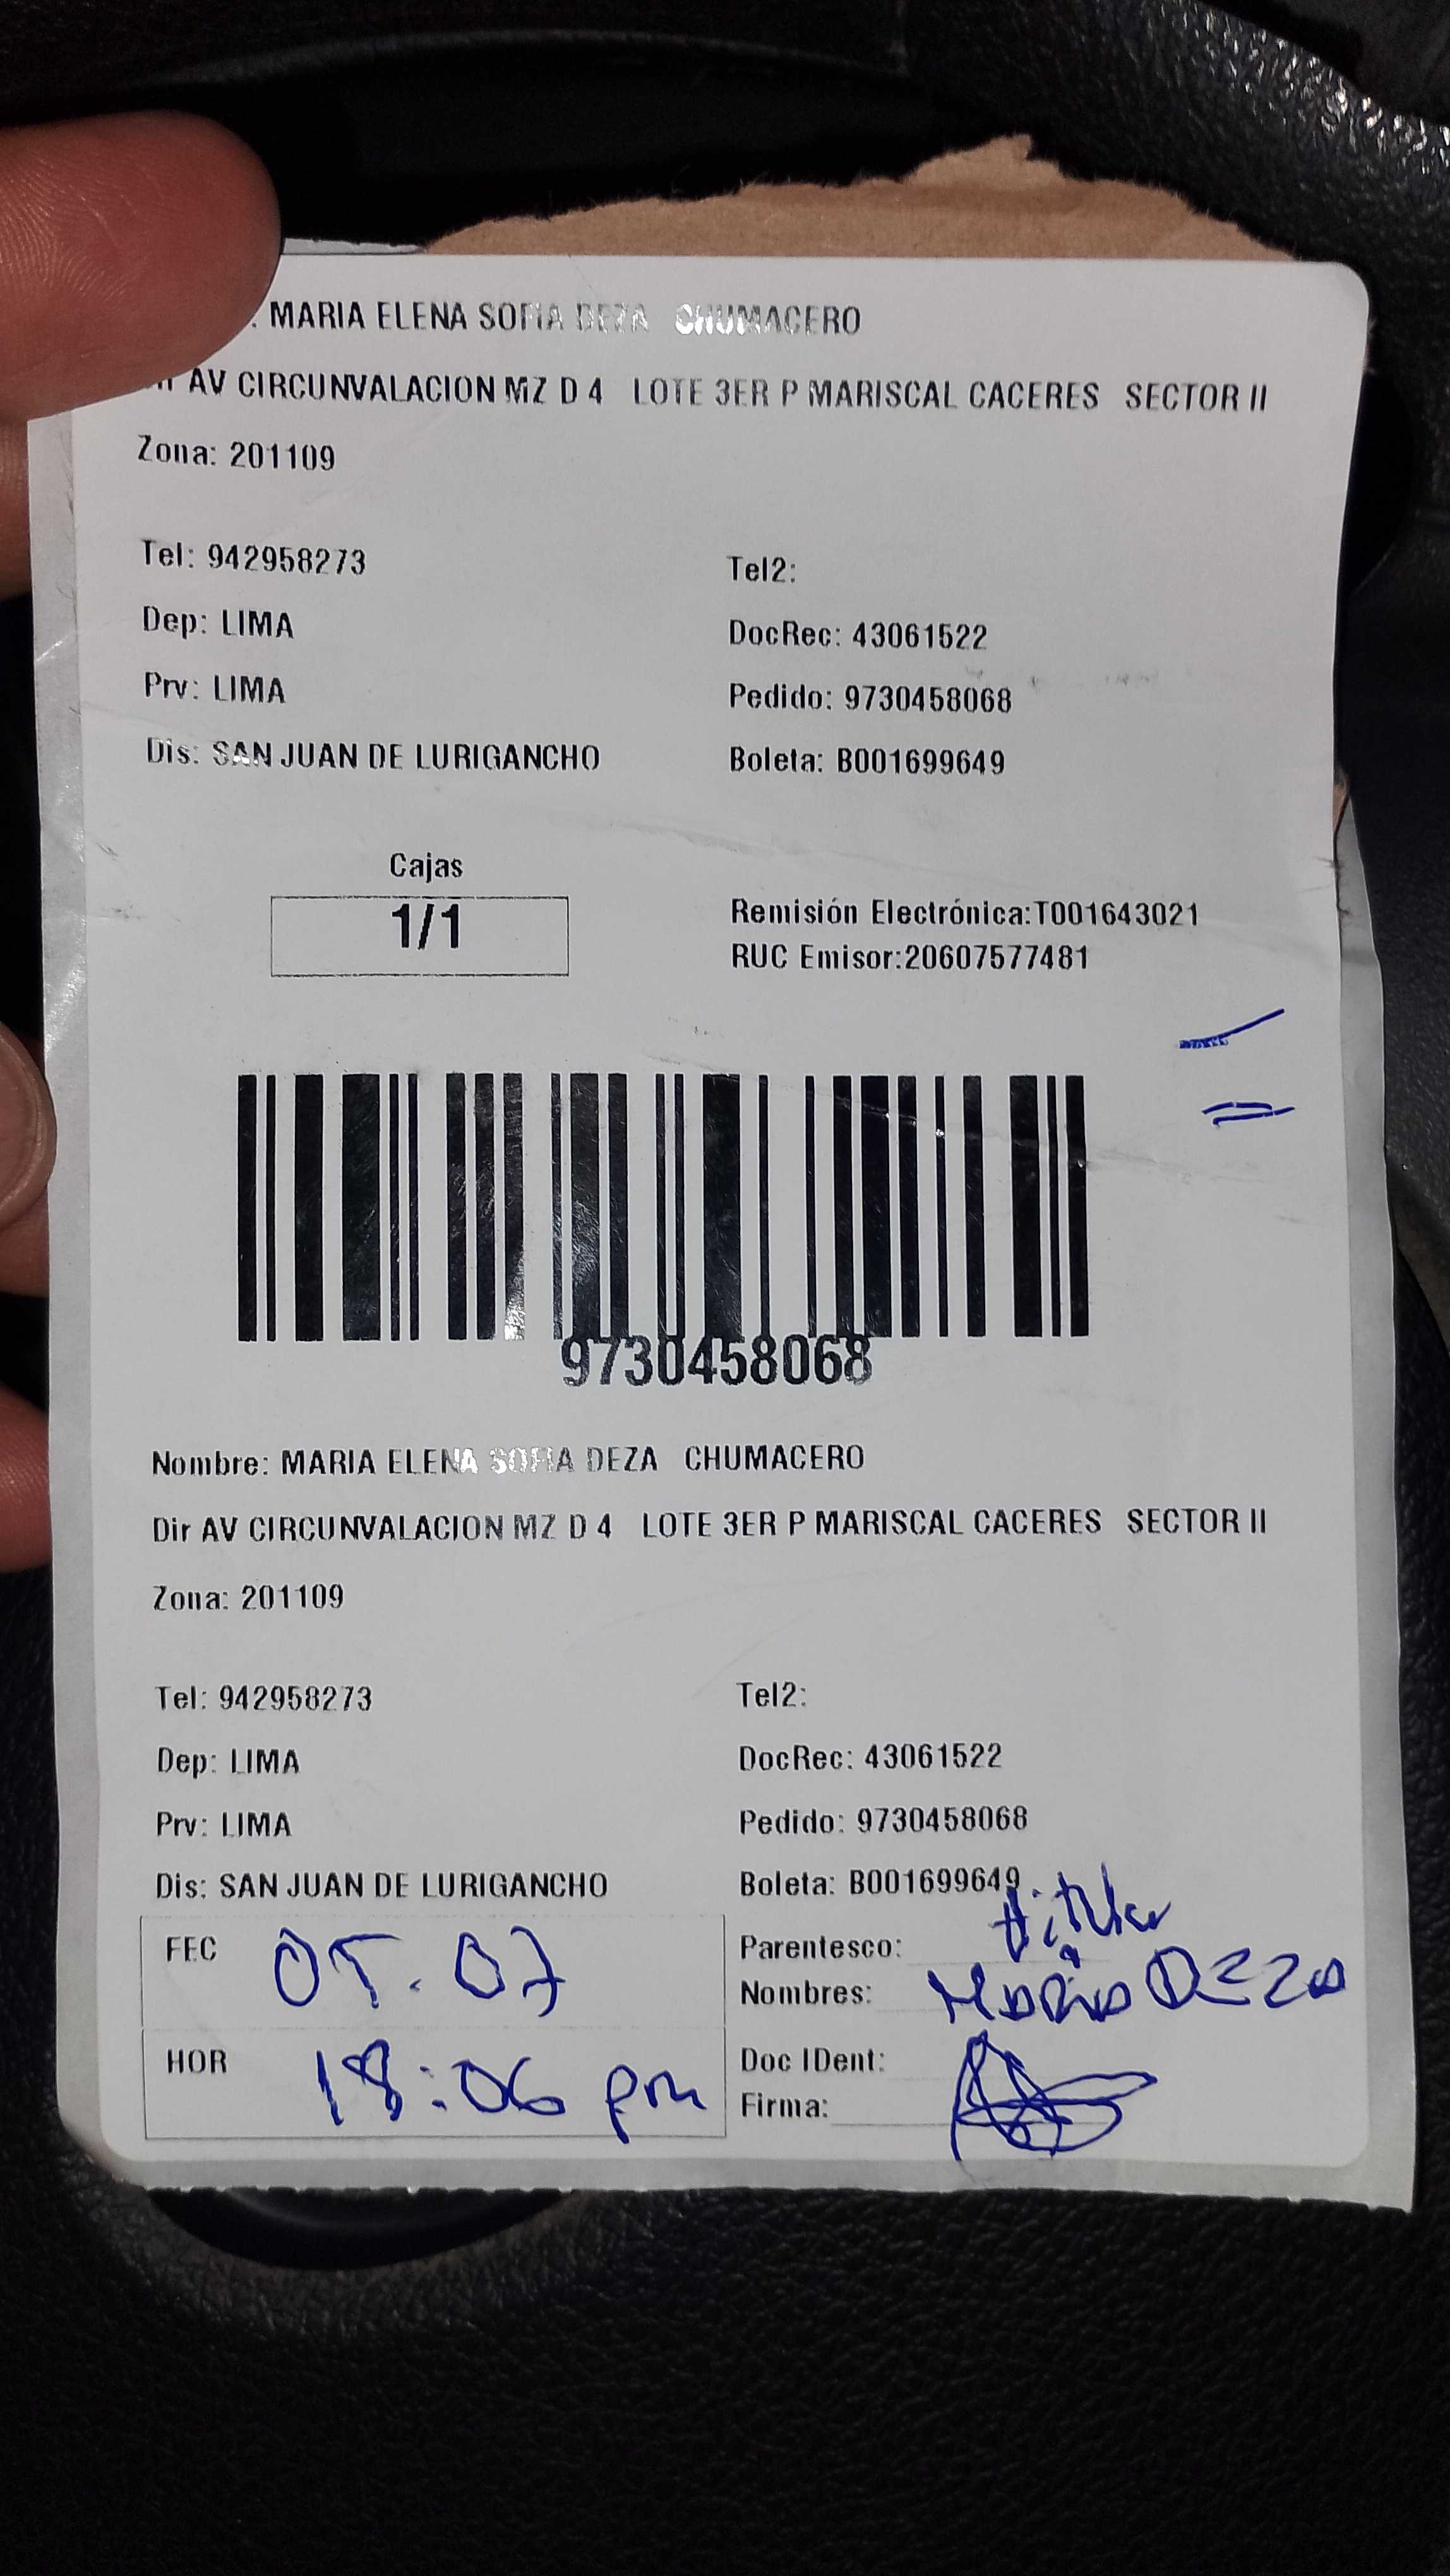 . MARIA ELENA SOFIA DEZA CHUMACERO
Dir AV CIRCUNVALACION MZ D 4 LOTE 3ER P MARISCAL CACERES SECTOR II
Zona: 201109
Tel: 942958273 Tel2:
Dep: LIMA DocRec: 43061522
Prv: LIMA Pedido: 9730458068
Dis: SAN JUAN DE LURIGANCHO Boleta: B001699649
Cajas
1/1
Remisión Electrónica:T001643021
RUC Emisor:20607577481
9730458068
Nombre: MARIA ELENA SOFIA DEZA CHUMACERO
Dir AV CIRCUNVALACION MZ D 4 LOTE 3ER P MARISCAL CACERES SECTOR II
Zona: 201109
Tel: 942958273 Tel2:
Dep: LIMA DocRec: 43061522
Prv: LIMA Pedido: 9730458068
Dis: SAN JUAN DE LURIGANCHO Boleta: B001699649
FEC 05.07 Parentesco: titular
Nombres: Maria Deza
HOR 18:06 pm Doc IDent:
Firma: